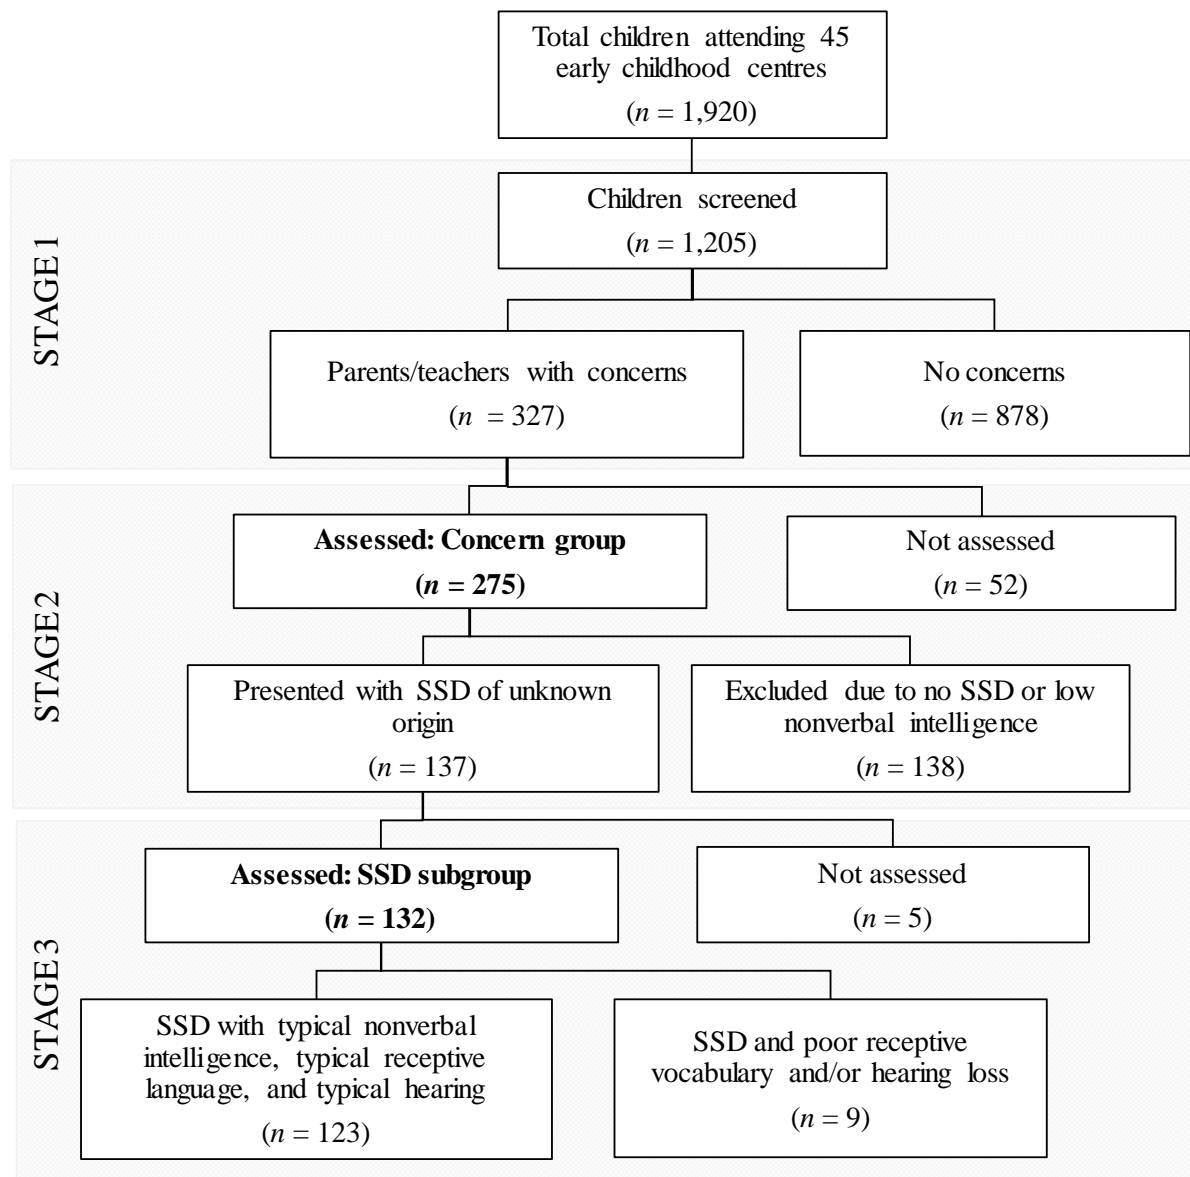 Total children attending 45
early childhood centres
(n = 1,920)
STAGE 1
Children screened
(n = 1,205)
Parents/teachers with concerns
(n = 327)
No concerns
(n = 878)
STAGE 2
Assessed: Concern group
(n = 275)
Not assessed
(n = 52)
Presented with SSD of unknown
origin
(n = 137)
Excluded due to no SSD or low
nonverbal intelligence
(n = 138)
STAGE 3
Assessed: SSD subgroup
(n = 132)
Not assessed
(n = 5)
SSD with typical nonverbal
intelligence, typical receptive
language, and typical hearing
(n = 123)
SSD and poor receptive
vocabulary and/or hearing loss
(n = 9)